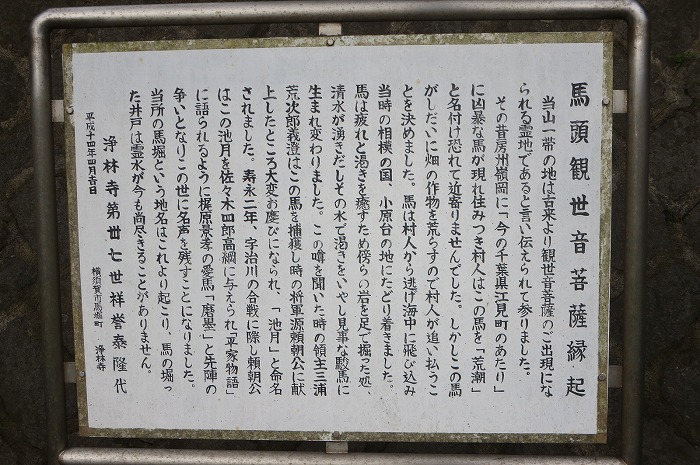 馬頭観世音菩薩縁起
当山一帯の地は古来より観世音菩薩のご出現にな
られる霊地であると言い伝えられて参りました。
その昔房州嶺岡に「今の千葉県江見町のあたり」
に凶暴な馬が現れ住みつき村人はこの馬を「荒潮」
と名付け恐れて近寄りませんでした。しかしこの馬
がしだいに畑の作物を荒らすので村人が追い払うこ
とを決めました。馬は村人から逃げ海中に飛び込み
当時の相模の国、小原台の地にたどり着きました。
馬は疲れと渇きを癒すため傍らの岩を足で掘った処、
清水が湧きだしその水で渇きをいやし見事な駿馬に
生まれ変わりました。この噂を聞いた時の領主三浦
荒次郎義澄はこの馬を捕獲し時の将軍源頼朝公に献
上したところ大変お慶びになられ、「池月」と命名
されました。寿永二年、宇治川の合戦に際し頼朝公
はこの池月を佐々木四郎高綱に与えられ「平家物語」
に語られるように梶原景季の愛馬「磨墨」と先陣の
争いとなりこの世に名声を残すことになりました。
当所の馬堀という地名はこれより起こり、馬の堀っ
た井戸は霊水が今も尚尽きることがありません。
平成十四年四月吉日
浄林寺第丗七世祥誉泰隆代
横須賀市馬堀町 浄林寺